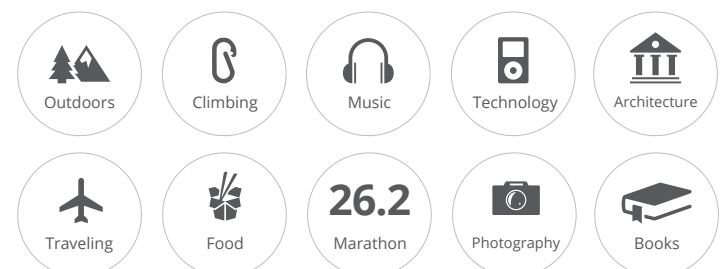 Outdoors
Climbing
Music
Technology
Architecture
Traveling
Food
26.2
Marathon
Photography
Books